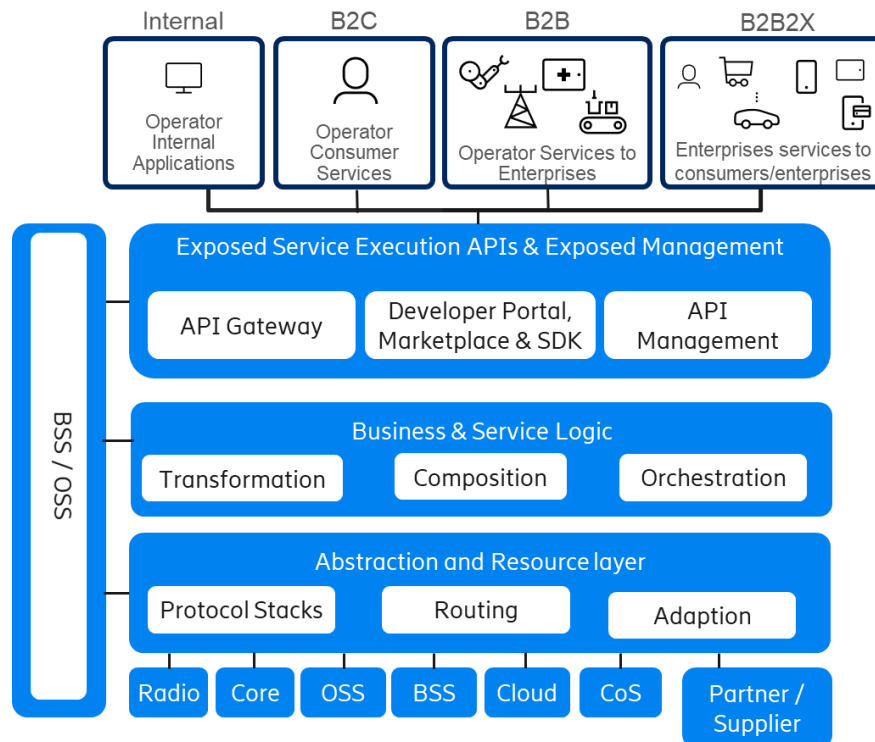 Internal
B2C
B2B
B2B2X
Operator
Internal
Applications
Operator
Consumer
Services
Operator Services to
Enterprises
Enterprises services to
consumers/enterprises
BSS / OSS
Exposed Service Execution APIs & Exposed Management
API Gateway
Developer Portal,
Marketplace & SDK
API
Management
Business & Service Logic
Transformation
Composition
Orchestration
Abstraction and Resource layer
Protocol Stacks
Routing
Adaption
Radio
Core
OSS
BSS
Cloud
CoS
Partner /
Supplier